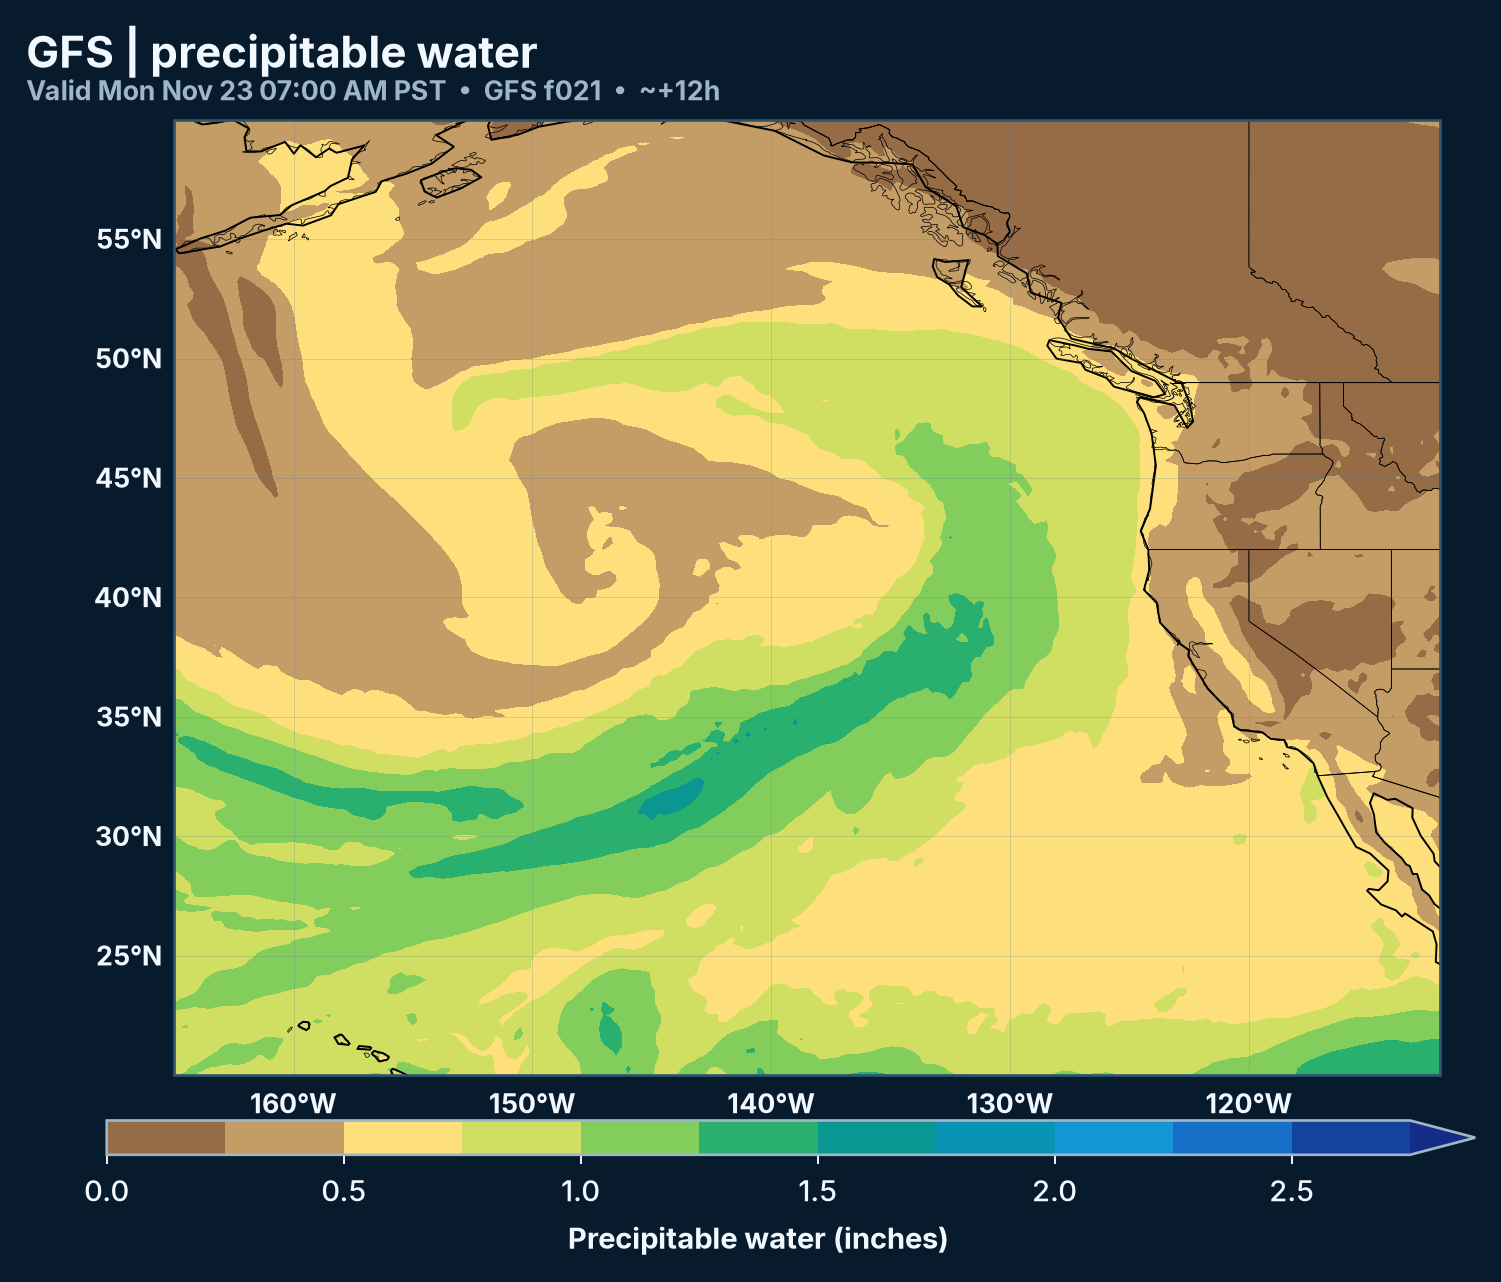 GFS | precipitable water
Valid Mon Nov 23 07:00 AM PST • GFS f021 • ~+12h
55°N
50°N
45°N
40°N
35°N
30°N
25°N
160°W 150°W 140°W 130°W 120°W
0.0 0.5 1.0 1.5 2.0 2.5
Precipitable water (inches)